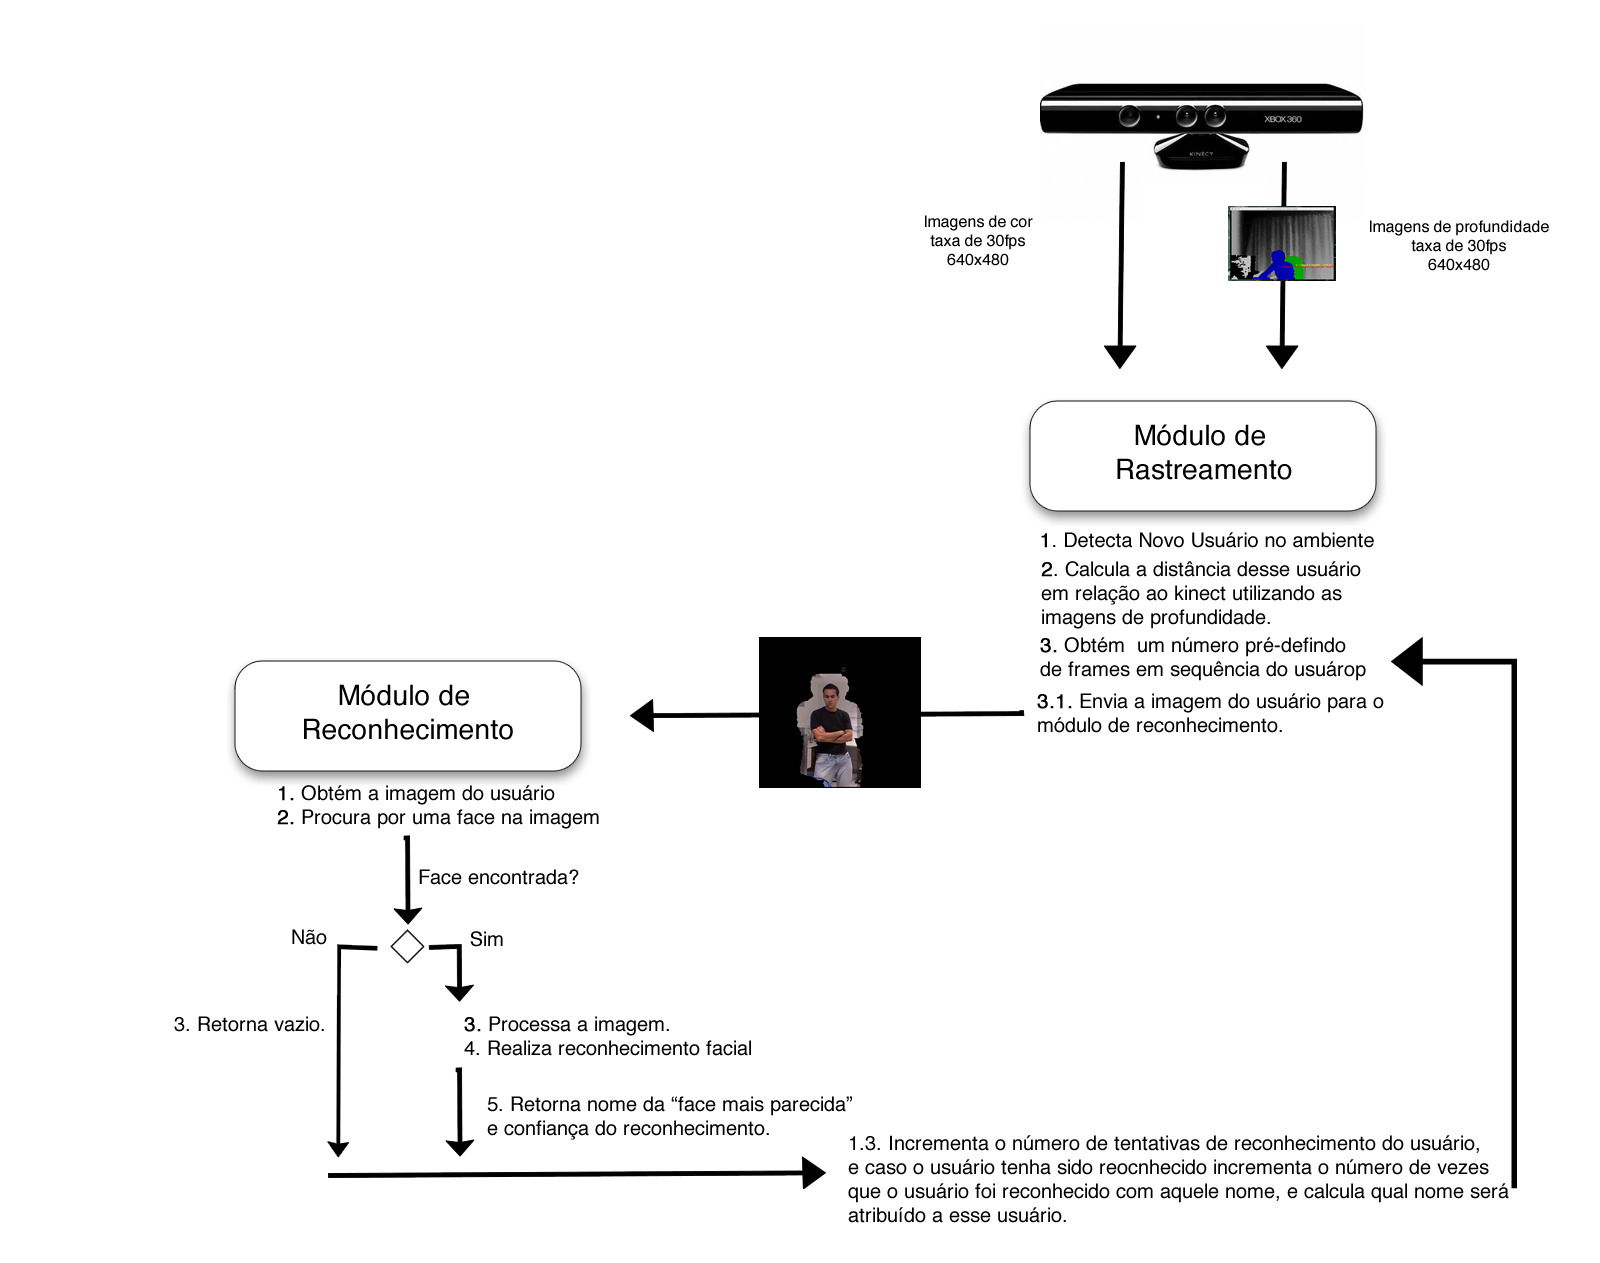 XBOX 360
KINECT
Imagens de cor
taxa de 30fps
640x480
Imagens de profundidade
taxa de 30fps
640x480
Módulo de
Rastreamento
1. Detecta Novo Usuário no ambiente
2. Calcula a distância desse usuário
em relação ao kinect utilizando as
imagens de profundidade.
3. Obtém um número pré-defindo
de frames em sequência do usuárop
3.1. Envia a imagem do usuário para o
módulo de reconhecimento.
Módulo de
Reconhecimento
1. Obtém a imagem do usuário
2. Procura por uma face na imagem
Face encontrada?
Não
Sim
3. Retorna vazio.
3. Processa a imagem.
4. Realiza reconhecimento facial
5. Retorna nome da “face mais parecida”
e confiança do reconhecimento.
1.3. Incrementa o número de tentativas de reconhecimento do usuário,
e caso o usuário tenha sido reocnhecido incrementa o número de vezes
que o usuário foi reconhecido com aquele nome, e calcula qual nome será
atribuído a esse usuário.